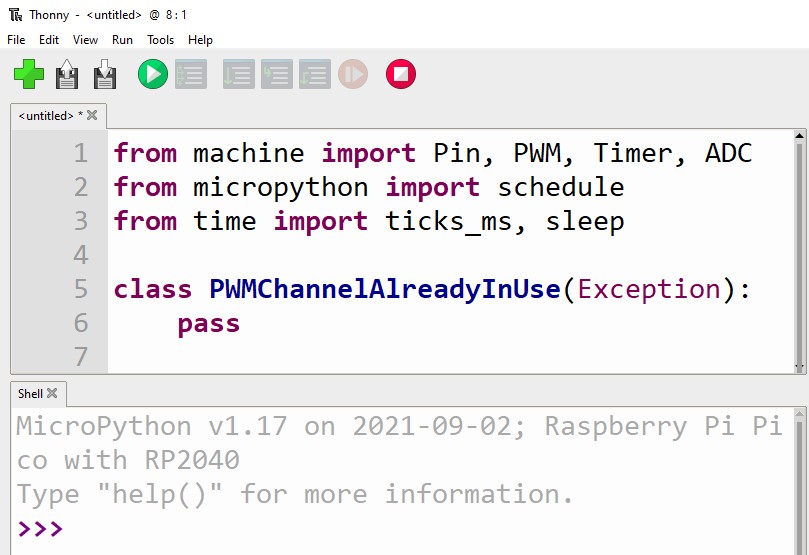 Thonny - <untitled> @ 8:1
File Edit View Run Tools Help
<untitled> *
1 from machine import Pin, PWM, Timer, ADC
2 from micropython import schedule
3 from time import ticks_ms, sleep
4
5 class PWMChannelAlreadyInUse(Exception):
6     pass
7
Shell
MicroPython v1.17 on 2021-09-02; Raspberry Pi Pi
co with RP2040
Type "help()" for more information.
>>>